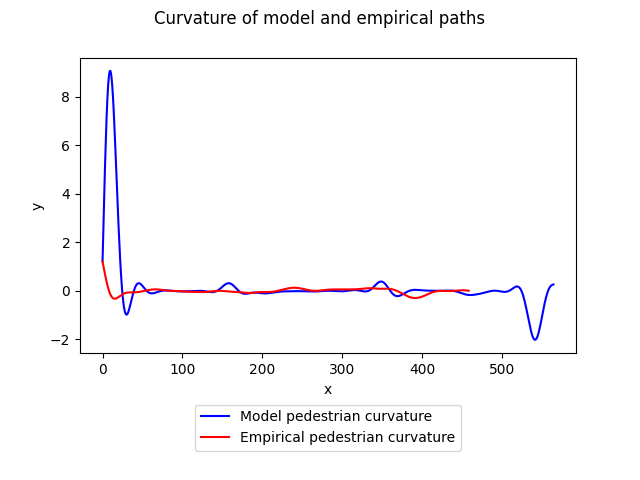 Curvature of model and empirical paths
y
8
6
4
2
0
−2
0 100 200 300 400 500
x
Model pedestrian curvature
Empirical pedestrian curvature